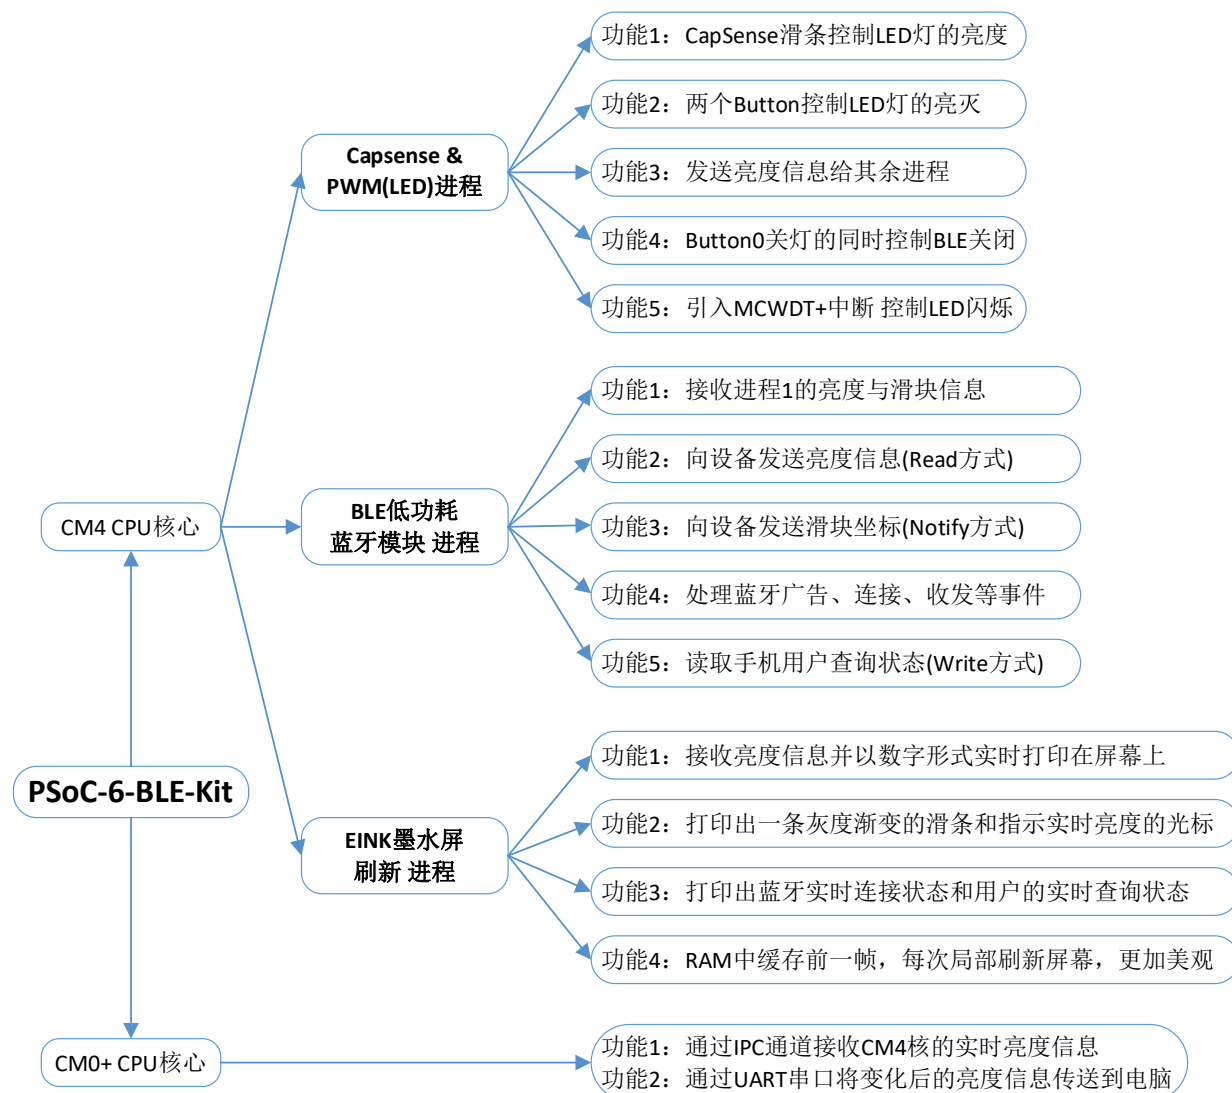 功能1：CapSense滑条控制LED灯的亮度
功能2：两个Button控制LED灯的亮灭
Capsense &
PWM(LED)进程
功能3：发送亮度信息给其余进程
功能4：Button0关灯的同时控制BLE关闭
功能5：引入MCWDT+中断 控制LED闪烁
功能1：接收进程1的亮度与滑块信息
功能2：向设备发送亮度信息(Read方式)
CM4 CPU核心
BLE低功耗
蓝牙模块 进程
功能3：向设备发送滑块坐标(Notify方式)
功能4：处理蓝牙广告、连接、收发等事件
功能5：读取手机用户查询状态(Write方式)
PSoC-6-BLE-Kit
功能1：接收亮度信息并以数字形式实时打印在屏幕上
功能2：打印出一条灰度渐变的滑条和指示实时亮度的光标
EINK墨水屏
刷新 进程
功能3：打印出蓝牙实时连接状态和用户的实时查询状态
功能4：RAM中缓存前一帧，每次局部刷新屏幕，更加美观
CM0+ CPU核心
功能1：通过IPC通道接收CM4核的实时亮度信息
功能2：通过UART串口将变化后的亮度信息传送到电脑